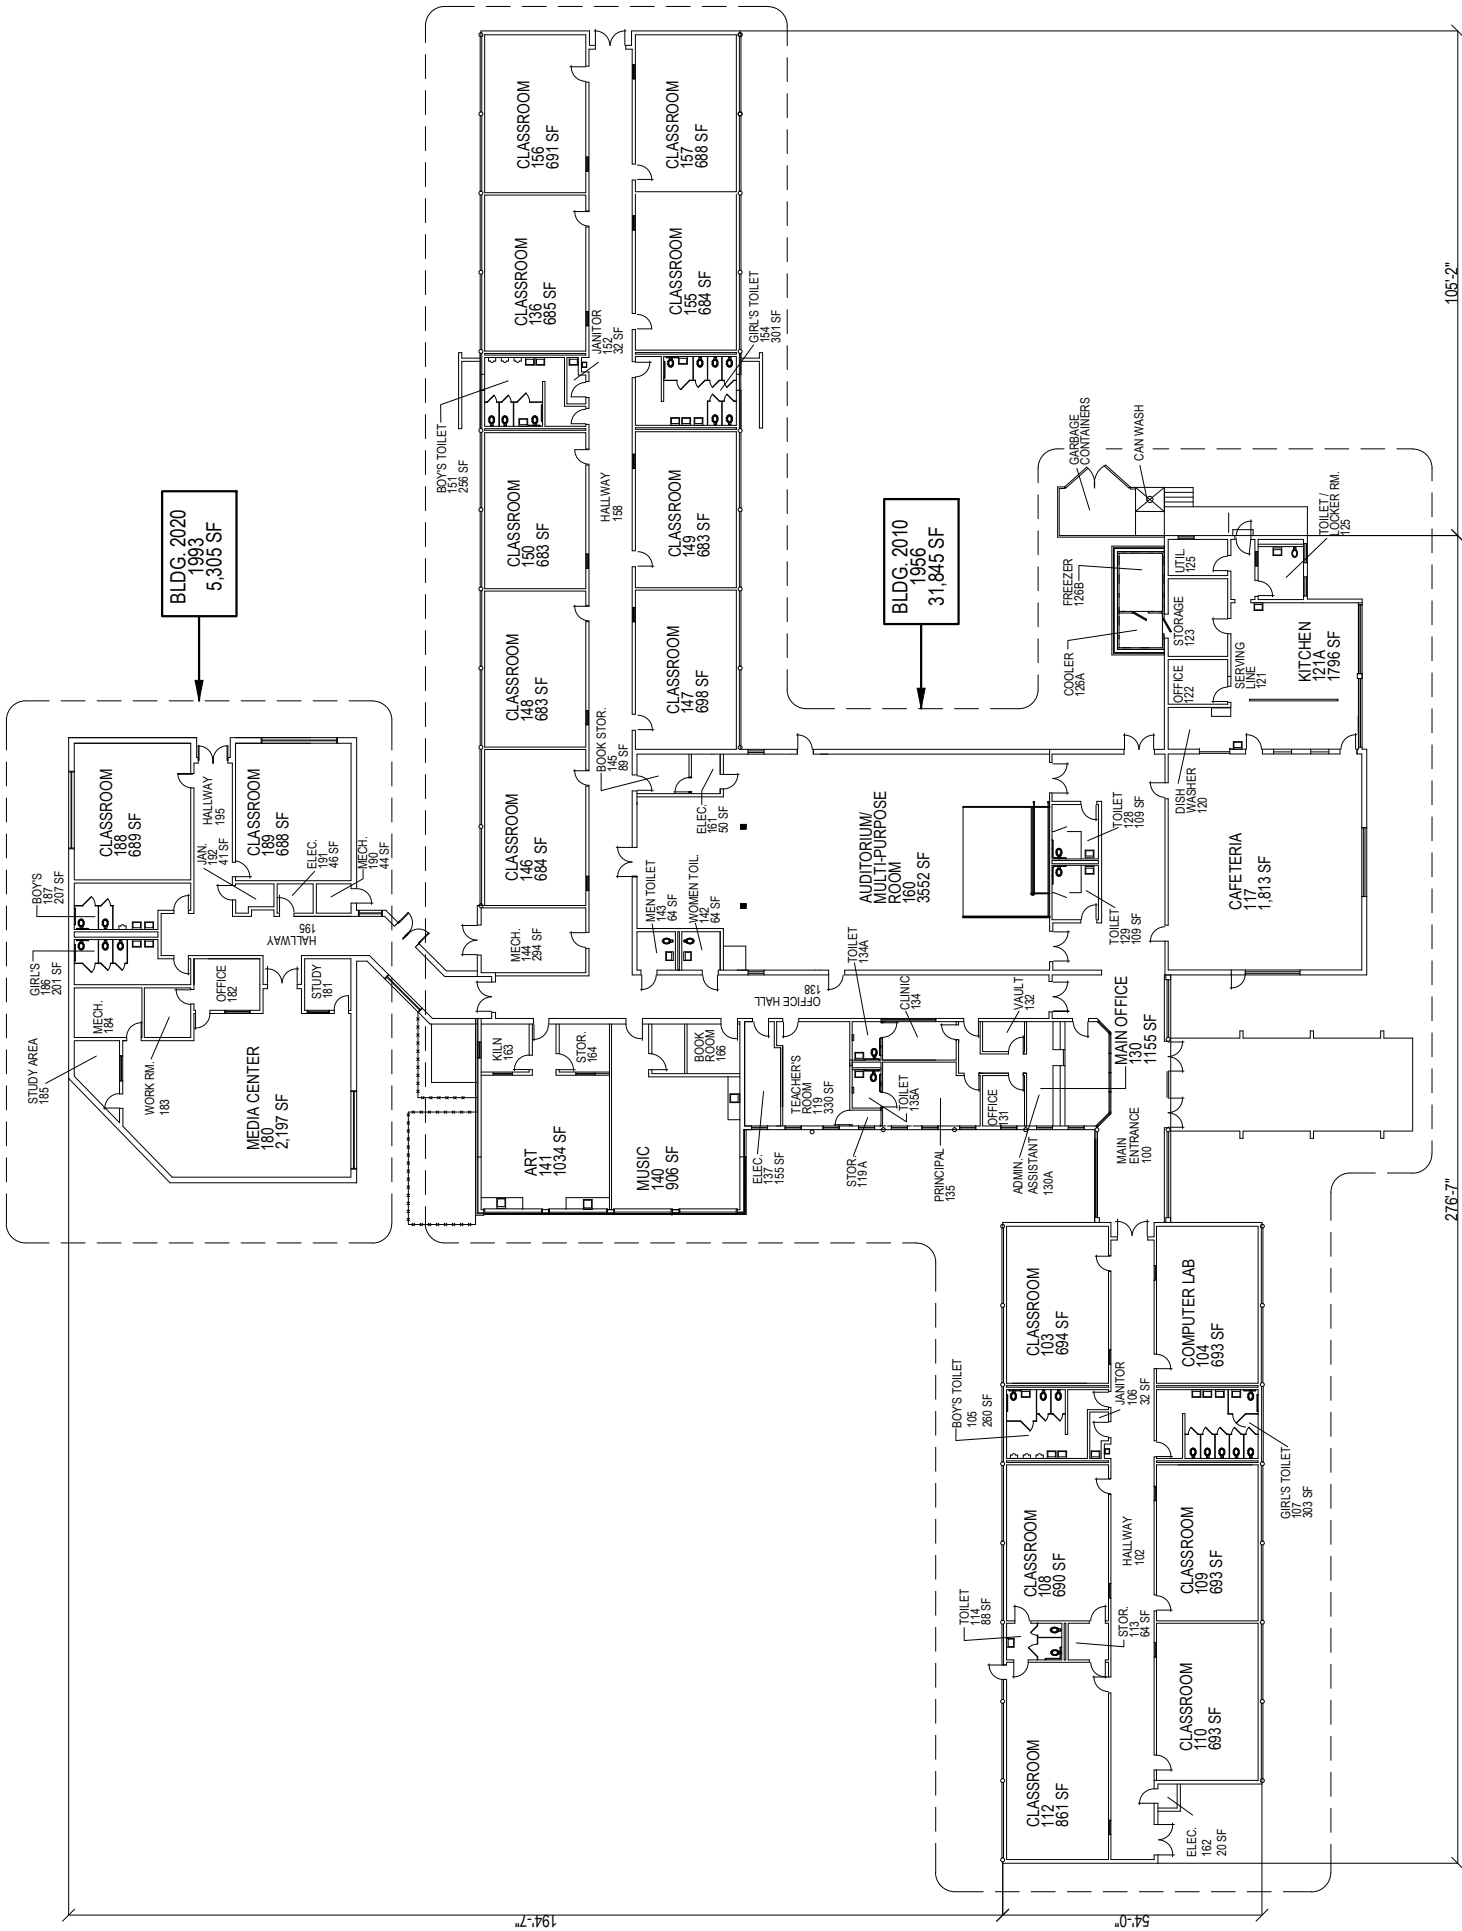 BLDG. 2020
1993
5,305 SF
CLASSROOM
188
689 SF
HALLWAY
195
CLASSROOM
189
688 SF
JAN.
192
41 SF
ELEC.
191
46 SF
MECH.
190
44 SF
BOY'S
187
207 SF
GIRL'S
186
201 SF
HALLWAY
195
MECH.
184
OFFICE
182
STUDY
181
STUDY AREA
185
WORK RM.
183
MEDIA CENTER
180
2,197 SF
CLASSROOM
156
691 SF
CLASSROOM
157
688 SF
CLASSROOM
136
685 SF
CLASSROOM
155
684 SF
JANITOR
152
32 SF
GIRL'S TOILET
154
301 SF
BOY'S TOILET
151
256 SF
HALLWAY
158
CLASSROOM
150
683 SF
CLASSROOM
149
683 SF
CLASSROOM
148
683 SF
CLASSROOM
147
698 SF
BOOK STOR.
145
89 SF
CLASSROOM
146
684 SF
ELEC.
161
50 SF
MECH.
144
294 SF
MEN TOILET
143
64 SF
WOMEN TOIL.
142
64 SF
BLDG. 2010
1956
31,845 SF
AUDITORIUM/
MULTI-PURPOSE
ROOM
160
3552 SF
TOILET
128
109 SF
TOILET
129
109 SF
GARBAGE
CONTAINERS
CAN WASH
TOILET /
LOCKER RM.
125
FREEZER
126B
COOLER
126A
UTIL.
125
STORAGE
123
OFFICE
122
SERVING
LINE
121
KITCHEN
121A
1796 SF
DISH
WASHER
120
CAFETERIA
117
1,813 SF
OFFICE HALL
138
KILN
163
STOR.
164
BOOK
ROOM
166
ART
141
1034 SF
MUSIC
140
906 SF
ELEC.
137
155 SF
TEACHER'S
ROOM
119
330 SF
STOR.
119 A
TOILET
134A
TOILET
135A
CLINIC
134
PRINCIPAL
135
VAULT
132
OFFICE
131
ADMIN.
ASSISTANT
130A
MAIN OFFICE
130
1155 SF
MAIN
ENTRANCE
100
CLASSROOM
103
694 SF
COMPUTER LAB
104
693 SF
BOY'S TOILET
105
260 SF
JANITOR
106
32 SF
GIRL'S TOILET
107
303 SF
CLASSROOM
108
690 SF
HALLWAY
102
CLASSROOM
109
693 SF
TOILET
114
88 SF
STOR.
113
64 SF
CLASSROOM
112
861 SF
CLASSROOM
110
693 SF
ELEC.
162
20 SF
105'-2"
276'-7"
194'-7"
54'-0"